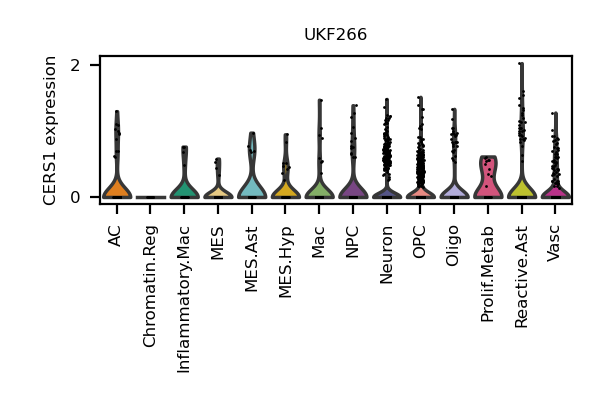 UKF266
CERS1 expression
2
0
AC
Chromatin.Reg
Inflammatory.Mac
MES
MES.Ast
MES.Hyp
Mac
NPC
Neuron
OPC
Oligo
Prolif.Metab
Reactive.Ast
Vasc